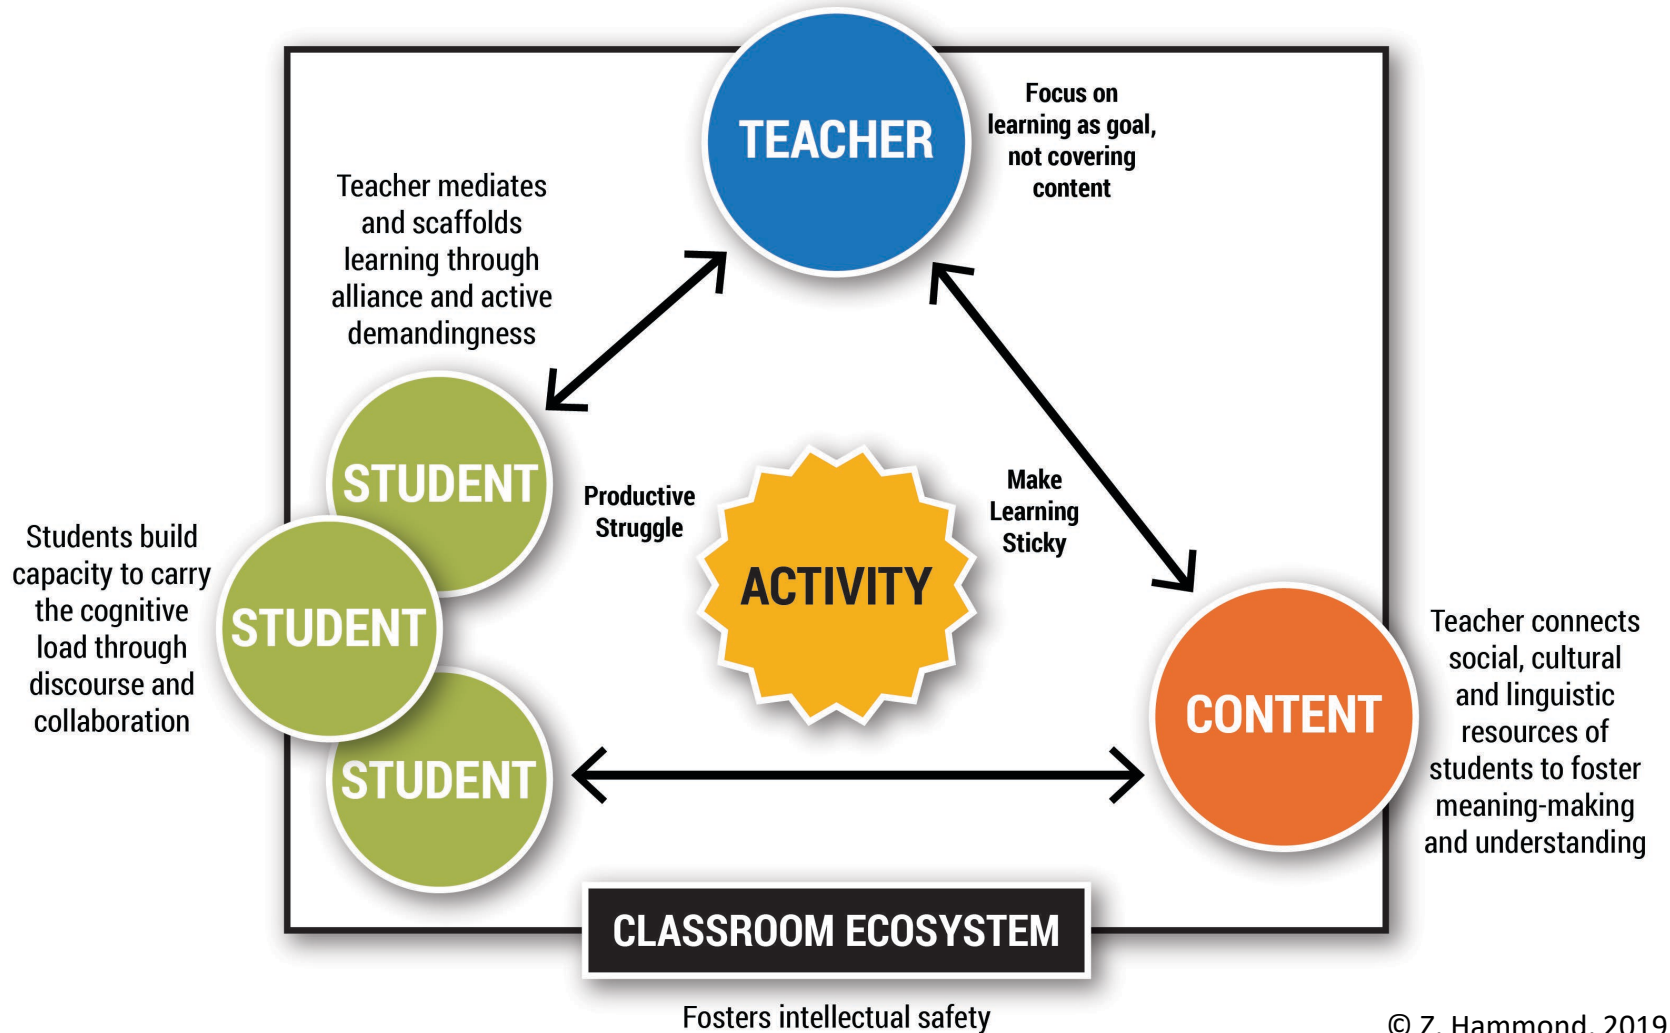 TEACHER
Focus on
learning as goal,
not covering
content
Teacher mediates
and scaffolds
learning through
alliance and active
demandingness
STUDENT
STUDENT
STUDENT
Students build
capacity to carry
the cognitive
load through
discourse and
collaboration
Productive
Struggle
ACTIVITY
Make
Learning
Sticky
CONTENT
Teacher connects
social, cultural
and linguistic
resources of
students to foster
meaning-making
and understanding
CLASSROOM ECOSYSTEM
Fosters intellectual safety
© Z. Hammond, 2019